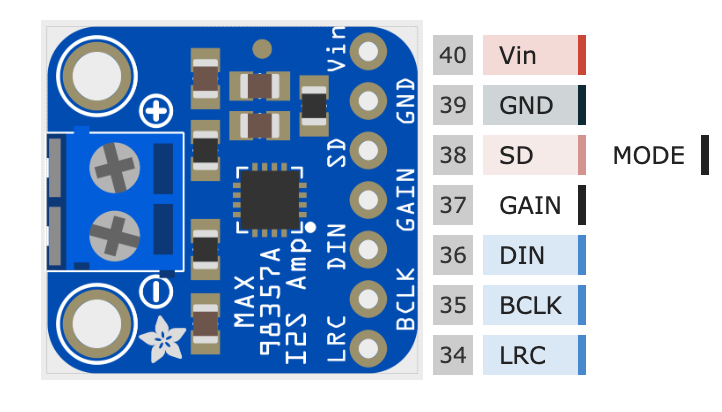 40 Vin
39 GND
38 SD MODE
37 GAIN
36 DIN
35 BCLK
34 LRC
Vin
GND
SD
GAIN
DIN
BCLK
LRC
+
-
MAX
98357A
I2S Amp